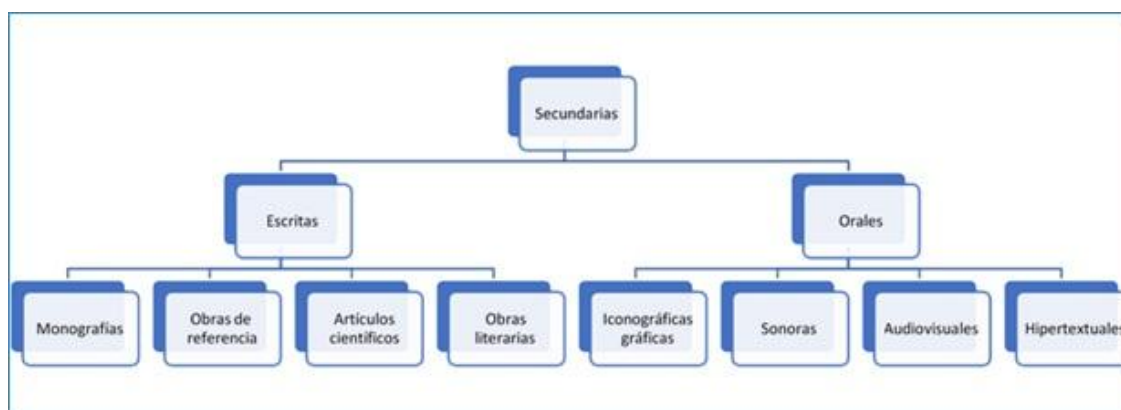 Secundarias
Escritas
Orales
Monografías
Obras de
referencia
Artículos
científicos
Obras
literarias
Iconográficas
gráficas
Sonoras
Audiovisuales
Hipertextuales